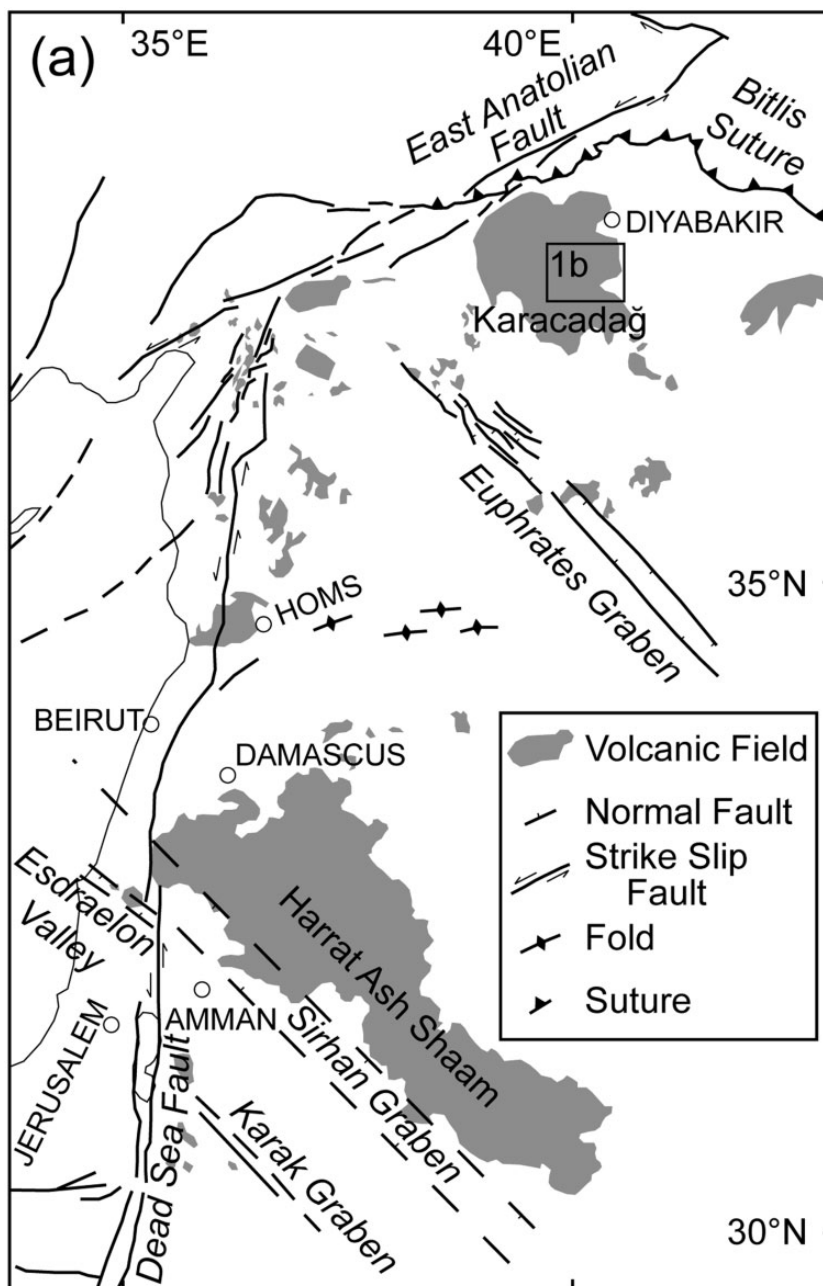 (a)
35°E
40°E
East Anatolian
Fault
Bitlis
Suture
DIYABAKIR
1b
Karacadağ
Euphrates Graben
35°N
HOMS
BEIRUT
DAMASCUS
Volcanic Field
Normal Fault
Strike Slip
Fault
Fold
Suture
Esdraelon
Valley
Harrat Ash Shaam
AMMAN
JERUSALEM
Sirhan Graben
Karak Graben
Dead Sea Fault
30°N